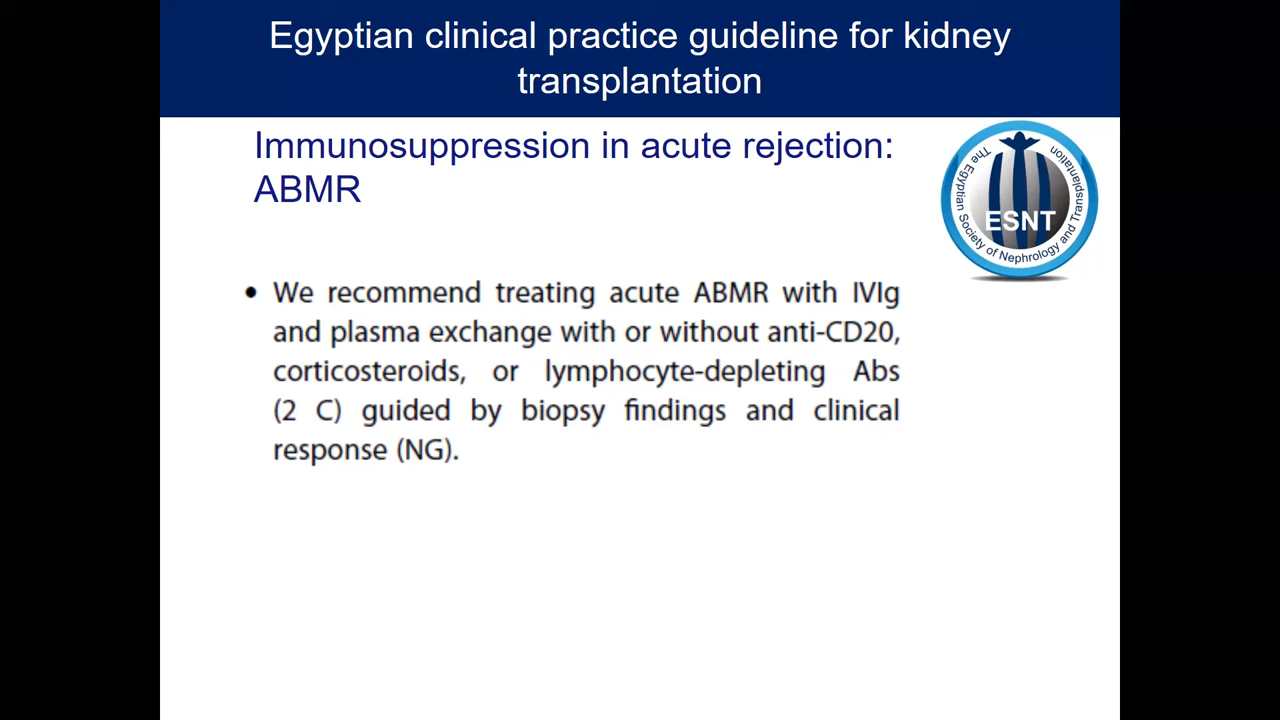 Egyptian clinical practice guideline for kidney
transplantation
Immunosuppression in acute rejection:
ABMR
The Egyptian Society of Nephrology and Transplantation
ESNT
• We recommend treating acute ABMR with IVIg
and plasma exchange with or without anti-CD20,
corticosteroids, or lymphocyte-depleting Abs
(2 C) guided by biopsy findings and clinical
response (NG).